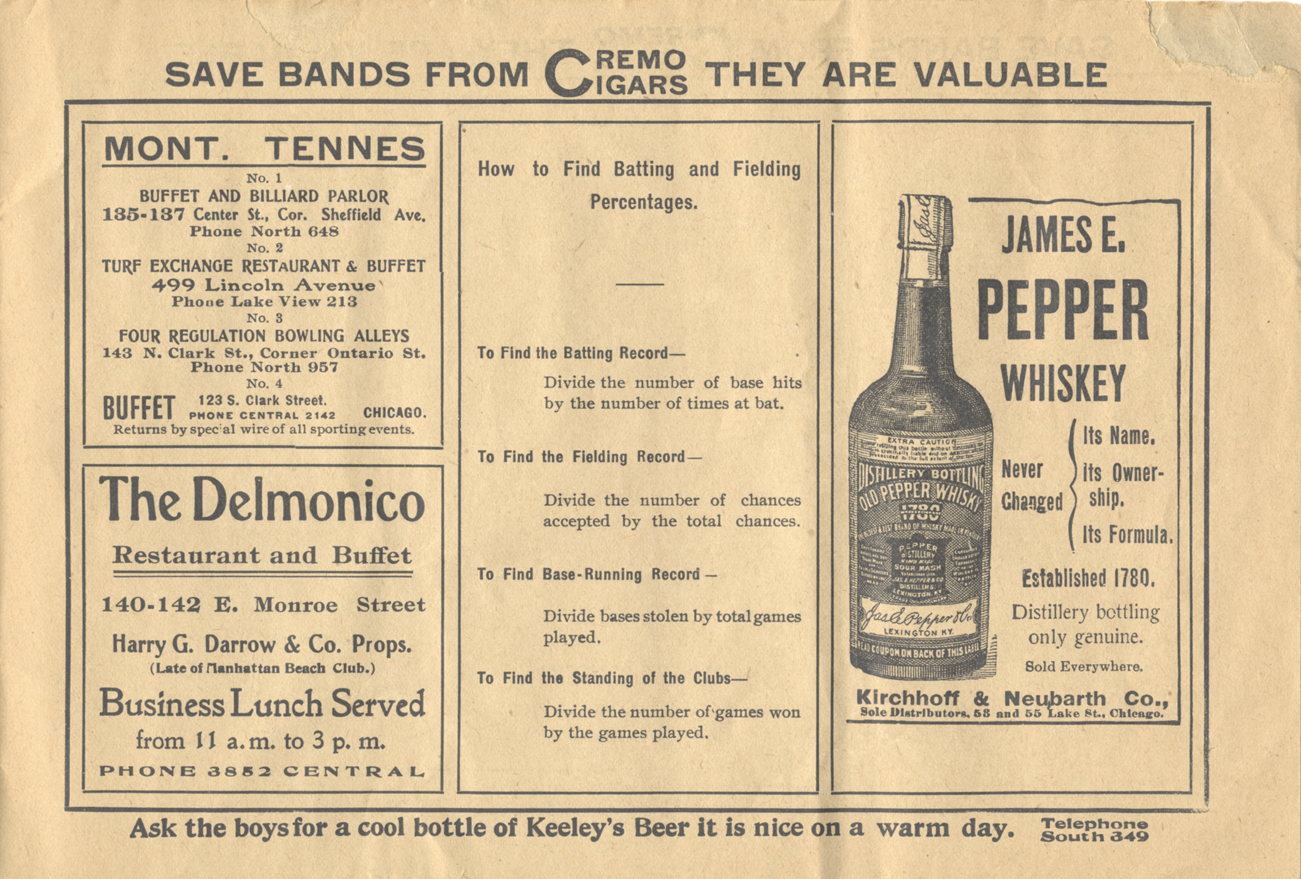 SAVE BANDS FROM CREMO CIGARS THEY ARE VALUABLE
MONT. TENNES
No. 1
BUFFET AND BILLIARD PARLOR
135-137 Center St., Cor. Sheffield Ave.
Phone North 648
No. 2
TURF EXCHANGE RESTAURANT & BUFFET
499 Lincoln Avenue
Phone Lake View 213
No. 3
FOUR REGULATION BOWLING ALLEYS
143 N. Clark St., Corner Ontario St.
Phone North 957
No. 4
BUFFET 123 S. Clark Street.
PHONE CENTRAL 2142 CHICAGO.
Returns by special wire of all sporting events.
The Delmonico
Restaurant and Buffet
140-142 E. Monroe Street
Harry G. Darrow & Co. Props.
(Late of Manhattan Beach Club.)
Business Lunch Served
from 11 a. m. to 3 p. m.
PHONE 3852 CENTRAL
How to Find Batting and Fielding
Percentages.
To Find the Batting Record—
Divide the number of base hits
by the number of times at bat.
To Find the Fielding Record—
Divide the number of chances
accepted by the total chances.
To Find Base-Running Record —
Divide bases stolen by total games
played.
To Find the Standing of the Clubs—
Divide the number of games won
by the games played.
JAMES E.
PEPPER
WHISKEY
Never
Changed
Its Name.
its Owner-
ship.
Its Formula.
Established 1780.
Distillery bottling
only genuine.
Sold Everywhere.
EXTRA CAUTION
DISTILLERY BOTTLING
OLD PEPPER WHISKY
1780
PEPPER
DISTILLERY
SOUR MASH
JAS. E. PEPPER & CO
DISTILLERS
LEXINGTON. KY.
Jas. E. Pepper & Co.
LEXINGTON KY.
READ COUPON ON BACK OF THIS LABEL
Kirchhoff & Neubarth Co.,
Sole Distributors, 53 and 55 Lake St., Chicago.
Ask the boys for a cool bottle of Keeley's Beer it is nice on a warm day. Telephone
South 349